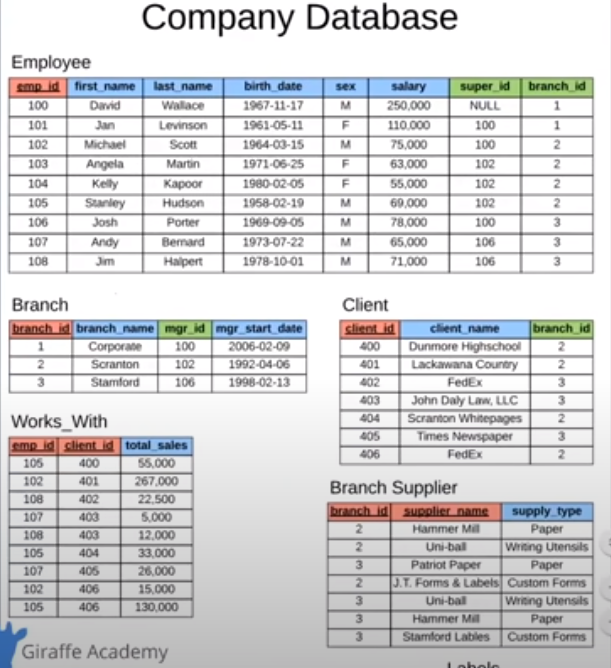 Company Database
Employee
emp_id first_name last_name birth_date sex salary super_id branch_id
100 David Wallace 1967-11-17 M 250,000 NULL 1
101 Jan Levinson 1961-05-11 F 110,000 100 1
102 Michael Scott 1964-03-15 M 75,000 100 2
103 Angela Martin 1971-06-25 F 63,000 102 2
104 Kelly Kapoor 1980-02-05 F 55,000 102 2
105 Stanley Hudson 1958-02-19 M 69,000 102 2
106 Josh Porter 1969-09-05 M 78,000 100 3
107 Andy Bernard 1973-07-22 M 65,000 106 3
108 Jim Halpert 1978-10-01 M 71,000 106 3
Branch
branch_id branch_name mgr_id mgr_start_date
1 Corporate 100 2006-02-09
2 Scranton 102 1992-04-06
3 Stamford 106 1998-02-13
Client
client_id client_name branch_id
400 Dunmore Highschool 2
401 Lackawana Country 2
402 FedEx 3
403 John Daly Law, LLC 3
404 Scranton Whitepages 2
405 Times Newspaper 3
406 FedEx 2
Works_With
emp_id client_id total_sales
105 400 55,000
102 401 267,000
108 402 22,500
107 403 5,000
108 403 12,000
105 404 33,000
107 405 26,000
102 406 15,000
105 406 130,000
Branch Supplier
branch_id supplier_name supply_type
2 Hammer Mill Paper
2 Uni-ball Writing Utensils
3 Patriot Paper Paper
2 J.T. Forms & Labels Custom Forms
3 Uni-ball Writing Utensils
3 Hammer Mill Paper
3 Stamford Lables Custom Forms
Giraffe Academy
Labels